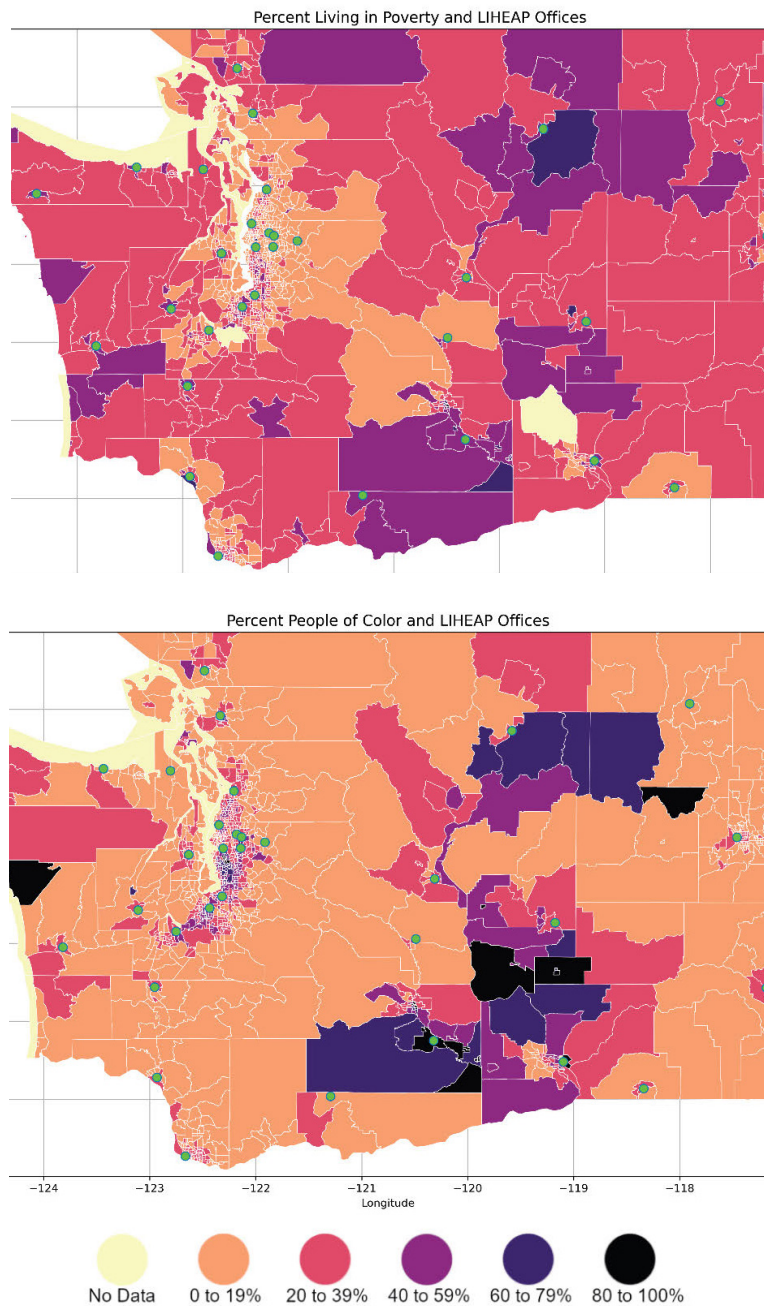 Percent Living in Poverty and LIHEAP Offices
Percent People of Color and LIHEAP Offices
−124 −123 −122 −121 −120 −119 −118
Longitude
No Data 0 to 19% 20 to 39% 40 to 59% 60 to 79% 80 to 100%